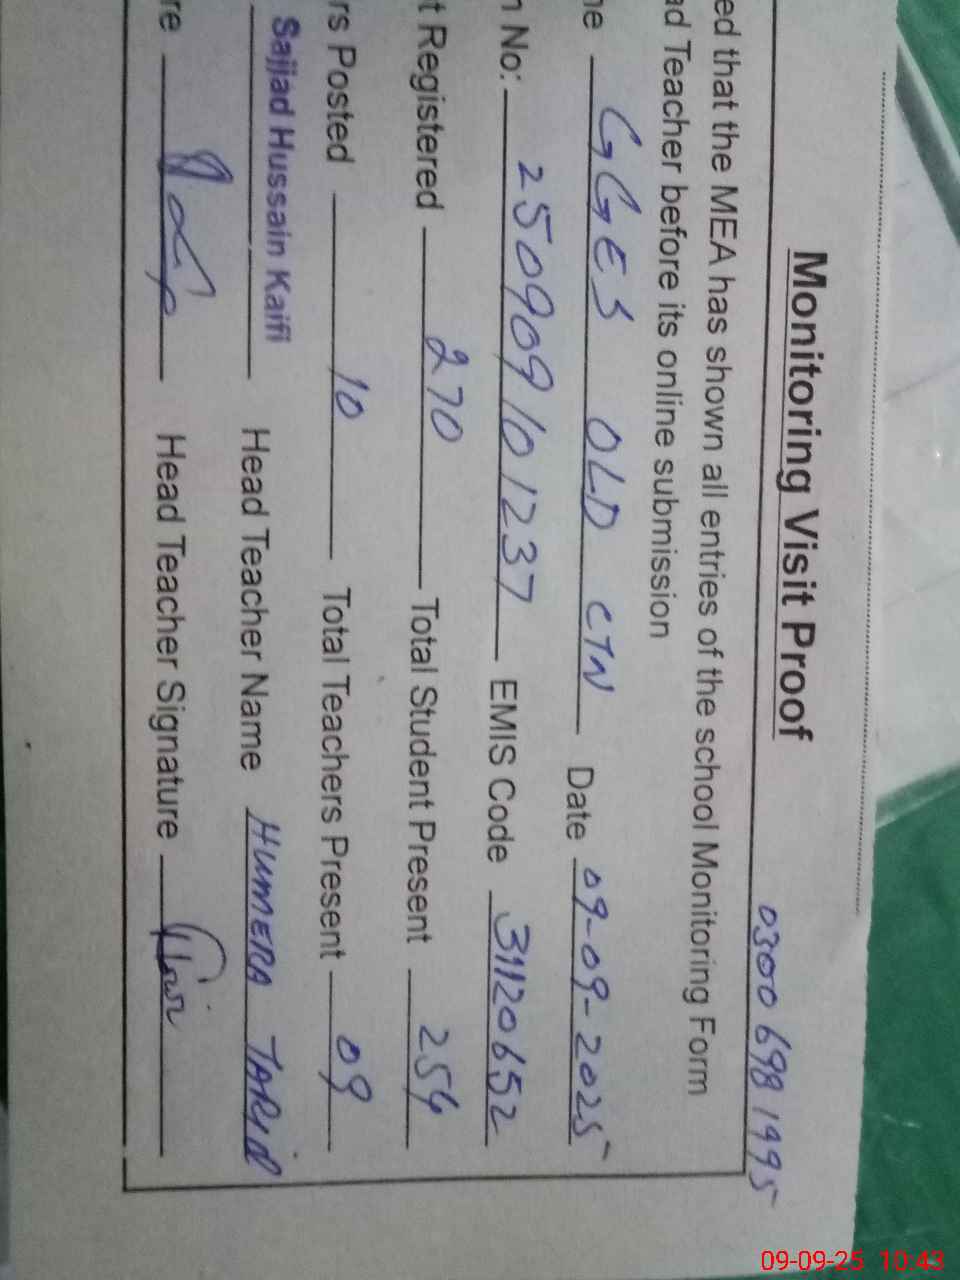 Monitoring Visit Proof
0300 698 1995
ed that the MEA has shown all entries of the school Monitoring Form
ad Teacher before its online submission
ne GGES OLD CTN Date 09-09-2025
n No: 250909101237 EMIS Code 31120652
t Registered 270 Total Student Present 254
rs Posted 10 Total Teachers Present 09
Sajjad Hussain Kaifi Head Teacher Name HUMERA TARIQ
re Head Teacher Signature
09-09-25 10:43